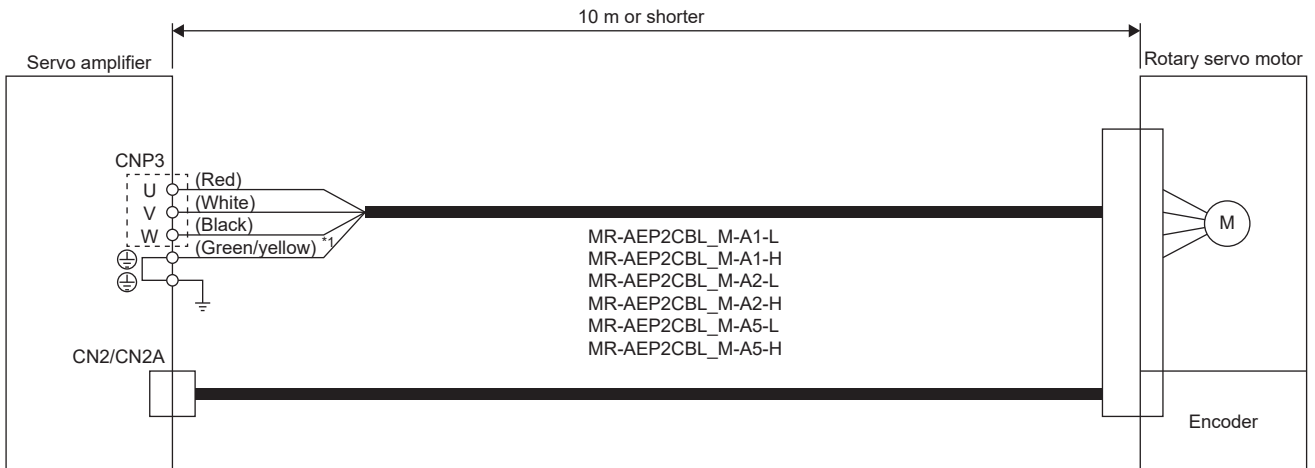 10 m or shorter
Servo amplifier
Rotary servo motor
CNP3
U
(Red)
V
(White)
W
(Black)
(Green/yellow) *1
M
MR-AEP2CBL_M-A1-L
MR-AEP2CBL_M-A1-H
MR-AEP2CBL_M-A2-L
MR-AEP2CBL_M-A2-H
MR-AEP2CBL_M-A5-L
MR-AEP2CBL_M-A5-H
CN2/CN2A
Encoder